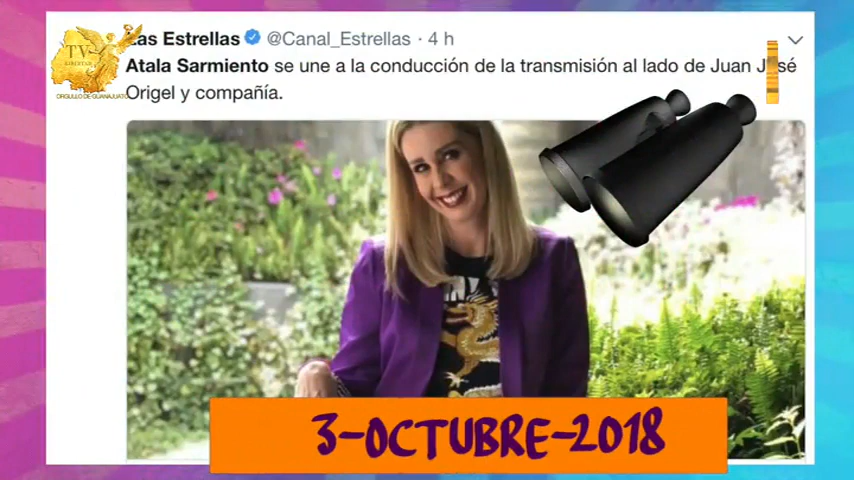 Las Estrellas @Canal_Estrellas · 4 h
TV
LIBERTAD
ORGULLO DE GUANAJUATO
Atala Sarmiento se une a la conducción de la transmisión al lado de Juan José
Origel y compañía.
3-OCTUBRE-2018